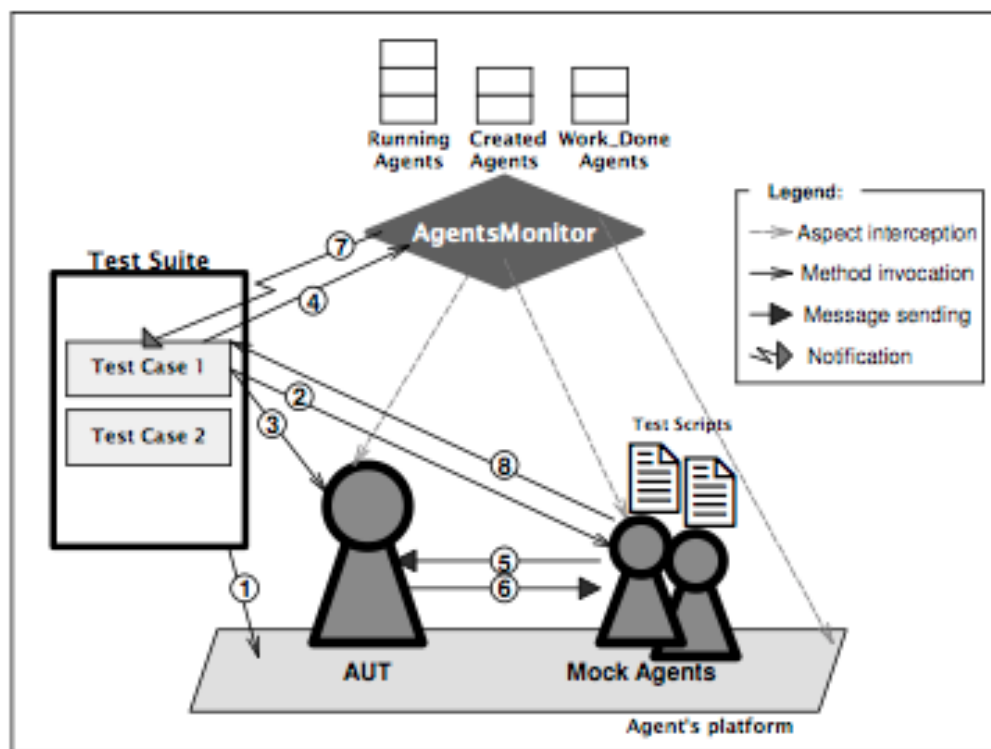 Running
Agents
Created
Agents
Work_Done
Agents
AgentsMonitor
Legend:
Aspect interception
Method invocation
Message sending
Notification
Test Suite
7
4
Test Case 1
2
3
Test Case 2
Test Scripts
8
5
6
1
AUT
Mock Agents
Agent's platform